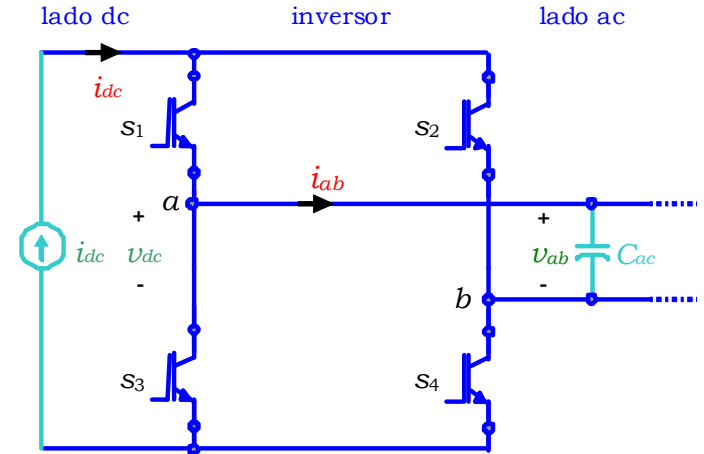 lado dc inversor lado ac
idc
s1 s2
iab
a
+ +
idc vdc vab Cac
- -
b
s3 s4